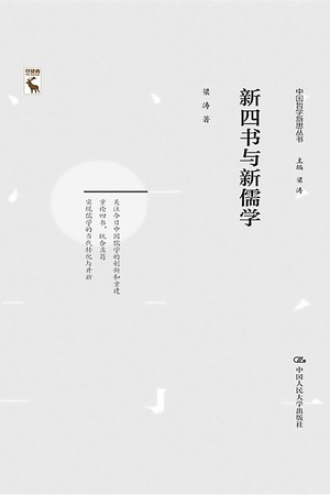 中国哲学新思丛书
主编 梁涛
新四书与新儒学
梁涛 著
关注今日中国儒学的创新和重建
重论四书，统合孟荀
实现儒学的当代转化与开新
中国人民大学出版社